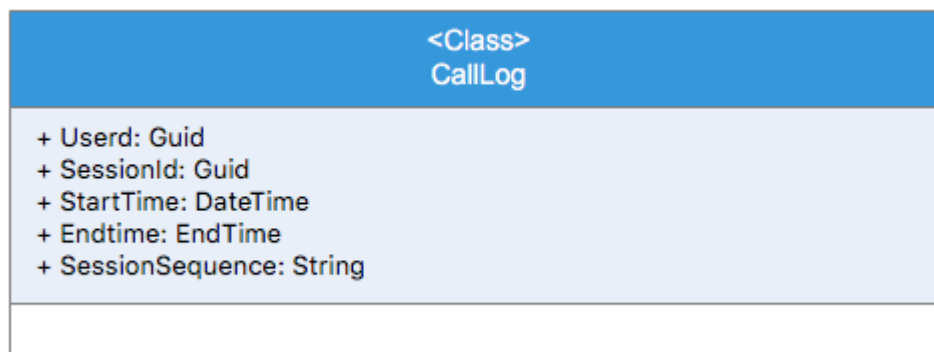 <Class>
CallLog
+ Userd: Guid
+ SessionId: Guid
+ StartTime: DateTime
+ Endtime: EndTime
+ SessionSequence: String